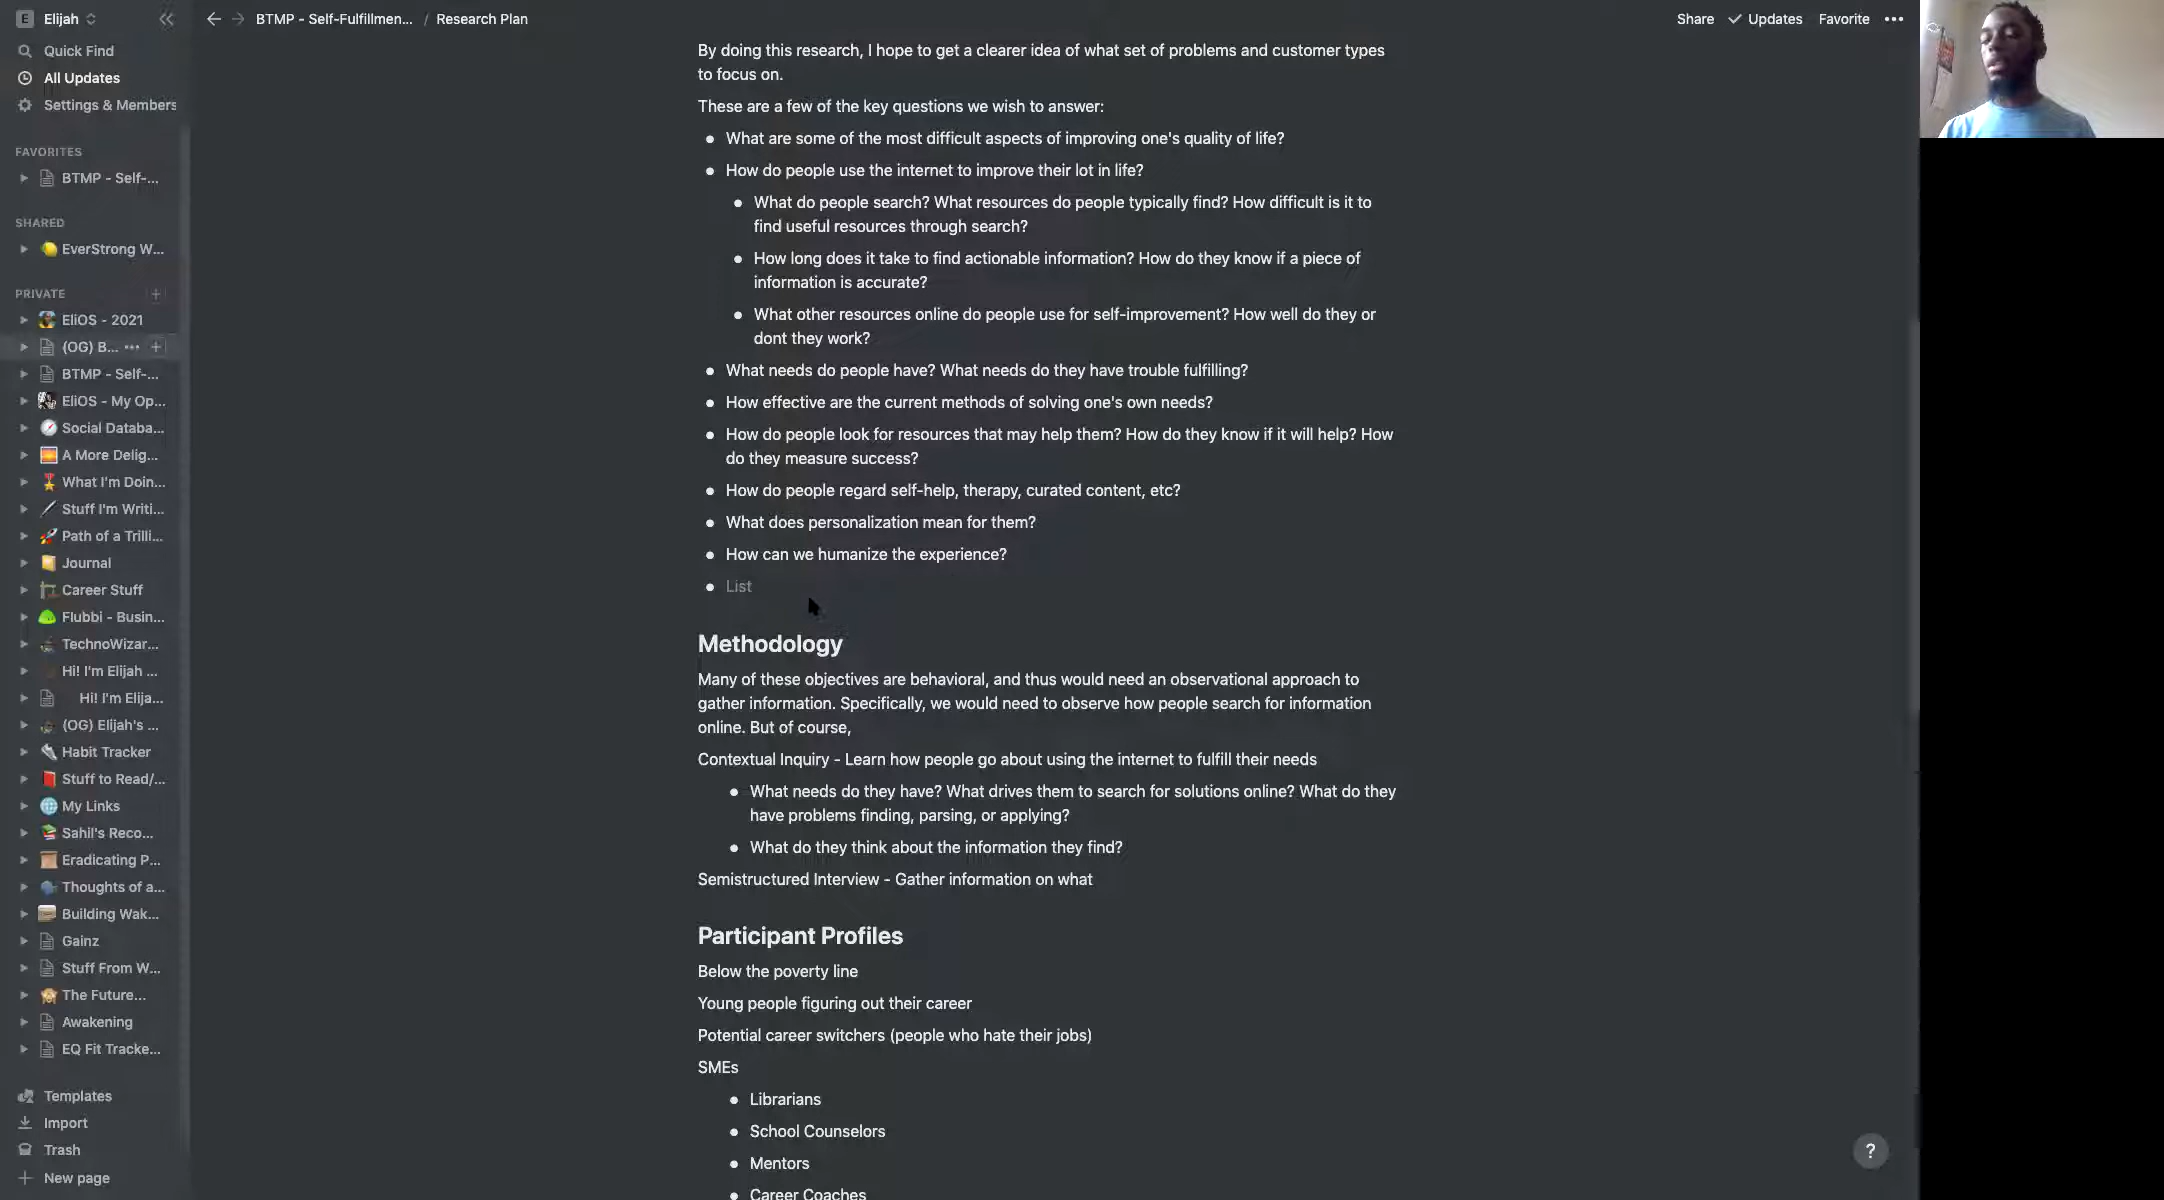 E Elijah
Quick Find
All Updates
Settings & Members
FAVORITES
BTMP - Self-...
SHARED
EverStrong W...
PRIVATE
EliOS - 2021
(OG) B...
BTMP - Self-...
EliOS - My Op...
Social Databa...
A More Delig...
What I'm Doin...
Stuff I'm Writi...
Path of a Trilli...
Journal
Career Stuff
Flubbi - Busin...
TechnoWizar...
Hi! I'm Elijah ...
Hi! I'm Elija...
(OG) Elijah's ...
Habit Tracker
Stuff to Read/...
My Links
Sahil's Reco...
Eradicating P...
Thoughts of a...
Building Wak...
Gainz
Stuff From W...
The Future...
Awakening
EQ Fit Tracke...
Templates
Import
Trash
New page
BTMP - Self-Fulfillmen... / Research Plan
Share Updates Favorite
By doing this research, I hope to get a clearer idea of what set of problems and customer types
to focus on.
These are a few of the key questions we wish to answer:
What are some of the most difficult aspects of improving one's quality of life?
How do people use the internet to improve their lot in life?
What do people search? What resources do people typically find? How difficult is it to
find useful resources through search?
How long does it take to find actionable information? How do they know if a piece of
information is accurate?
What other resources online do people use for self-improvement? How well do they or
dont they work?
What needs do people have? What needs do they have trouble fulfilling?
How effective are the current methods of solving one's own needs?
How do people look for resources that may help them? How do they know if it will help? How
do they measure success?
How do people regard self-help, therapy, curated content, etc?
What does personalization mean for them?
How can we humanize the experience?
List
Methodology
Many of these objectives are behavioral, and thus would need an observational approach to
gather information. Specifically, we would need to observe how people search for information
online. But of course,
Contextual Inquiry - Learn how people go about using the internet to fulfill their needs
What needs do they have? What drives them to search for solutions online? What do they
have problems finding, parsing, or applying?
What do they think about the information they find?
Semistructured Interview - Gather information on what
Participant Profiles
Below the poverty line
Young people figuring out their career
Potential career switchers (people who hate their jobs)
SMEs
Librarians
School Counselors
Mentors
Career Coaches
?